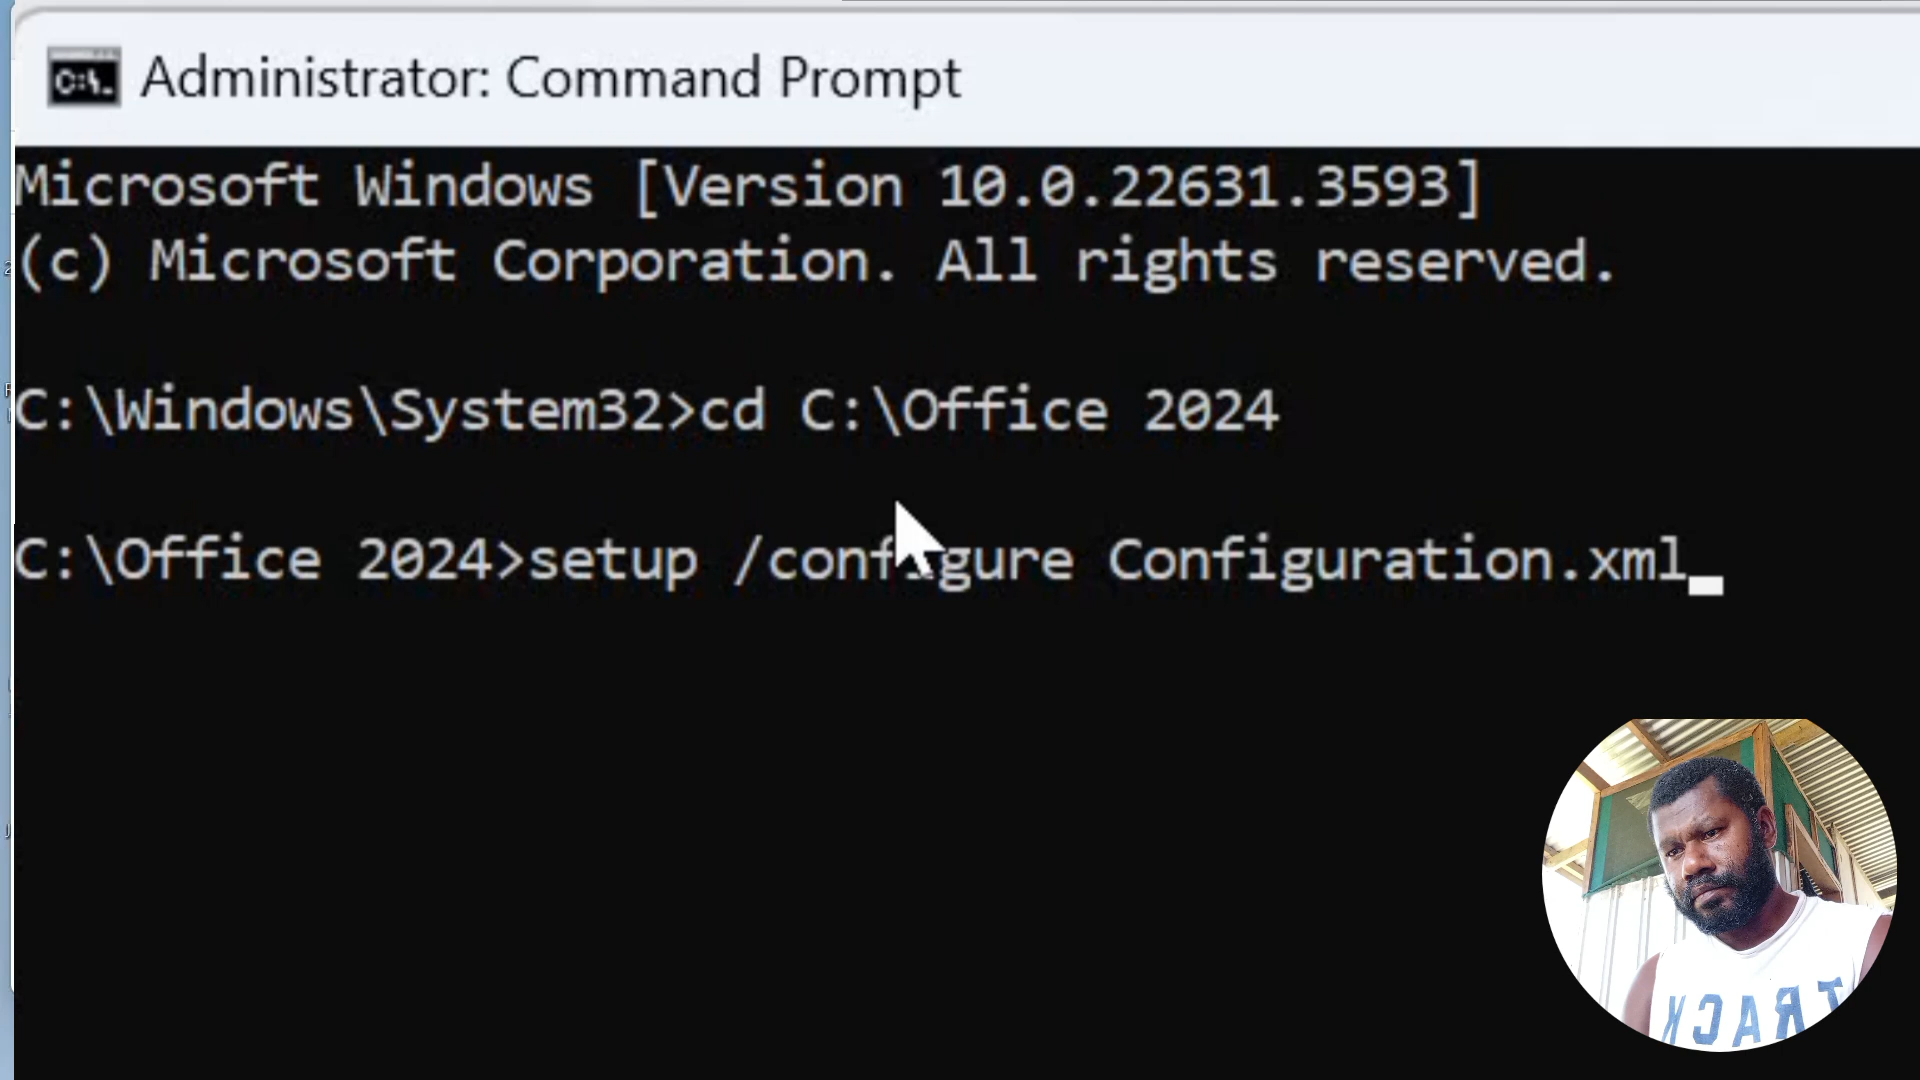 Administrator: Command Prompt
Microsoft Windows [Version 10.0.22631.3593]
(c) Microsoft Corporation. All rights reserved.
C:\Windows\System32>cd C:\Office 2024
C:\Office 2024>setup /configure Configuration.xml
TRACK